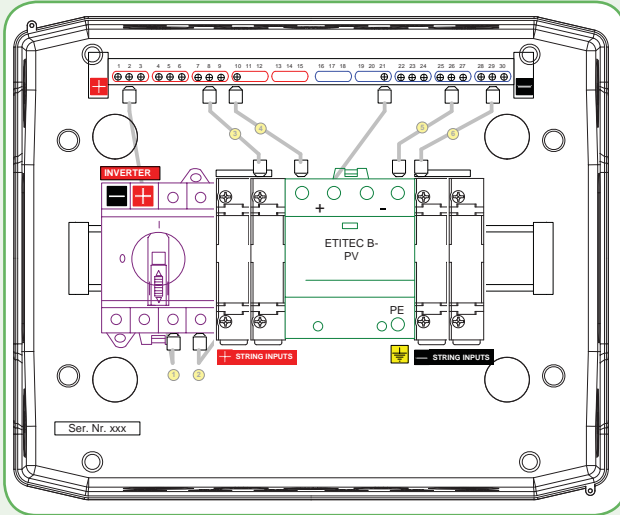 1 2 3 4 5 6 7 8 9 10 11 12 13 14 15 16 17 18 19 20 21 22 23 24 25 26 27 28 29 30
+ −
3 4 5 6
INVERTER
− +
+ -
I
O
ETITEC B-
PV
PE
+ STRING INPUTS
− STRING INPUTS
1 2
Ser. Nr. xxx